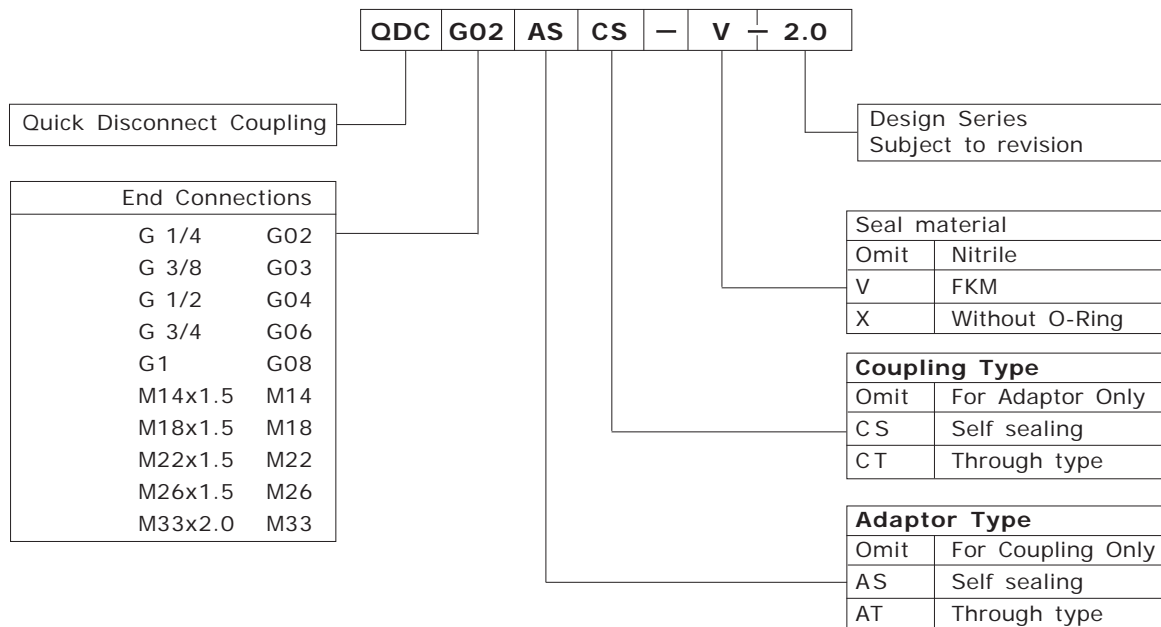 QDC G02 AS CS — V — 2.0
Quick Disconnect Coupling
Design Series
Subject to revision
End Connections
G 1/4 G02
G 3/8 G03
G 1/2 G04
G 3/4 G06
G1 G08
M14x1.5 M14
M18x1.5 M18
M22x1.5 M22
M26x1.5 M26
M33x2.0 M33
Seal material
Omit Nitrile
V FKM
X Without O-Ring
Coupling Type
Omit For Adaptor Only
CS Self sealing
CT Through type
Adaptor Type
Omit For Coupling Only
AS Self sealing
AT Through type